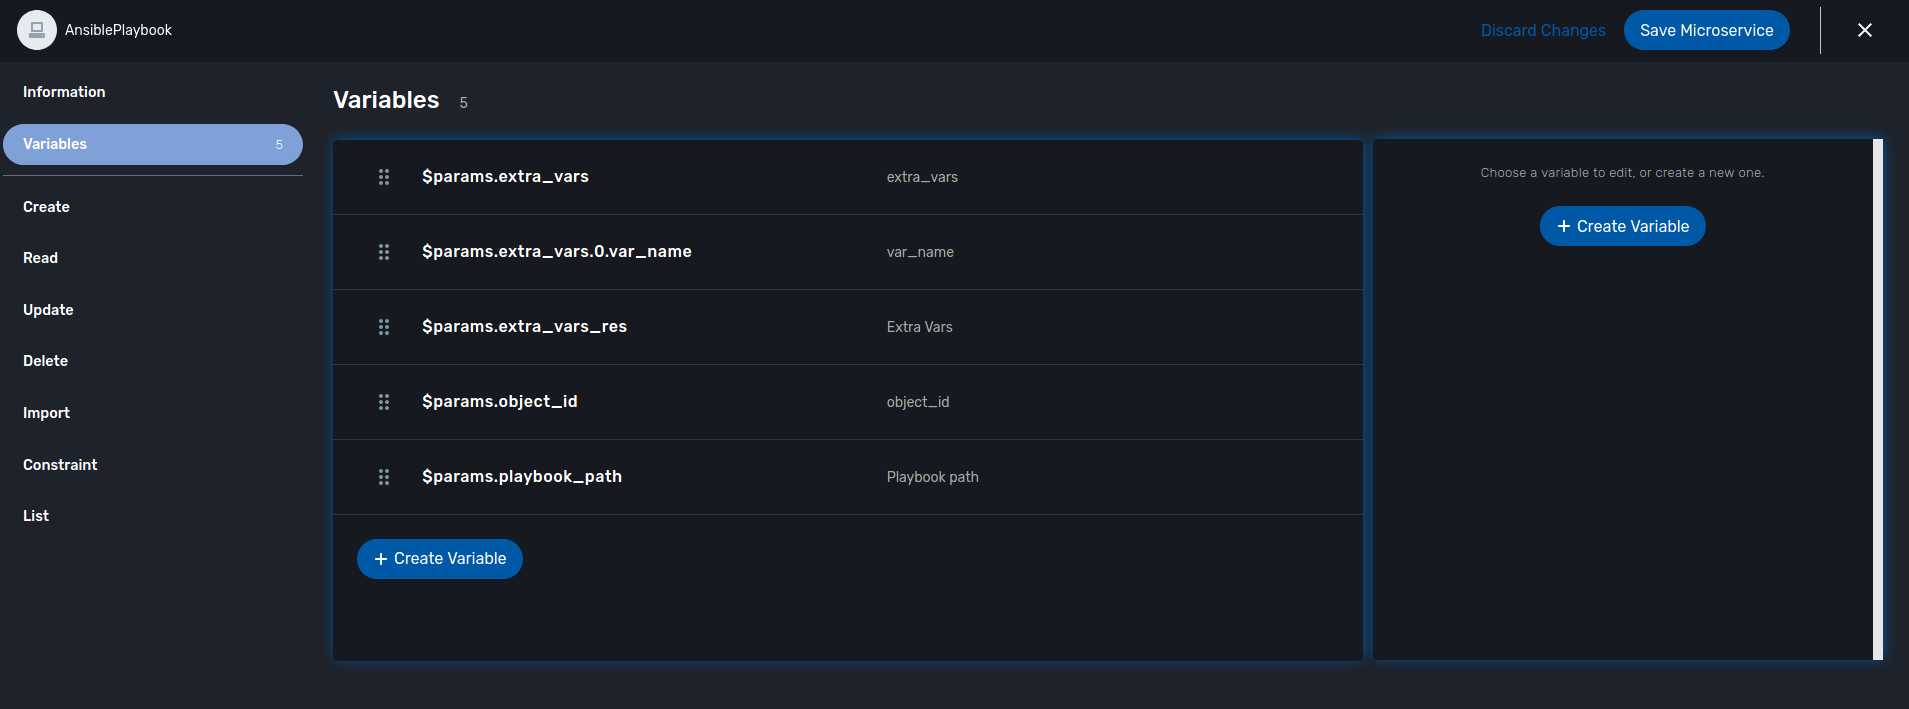 AnsiblePlaybook
Discard Changes
Save Microservice
Information
Variables 5
Create
Read
Update
Delete
Import
Constraint
List
Variables 5
$params.extra_vars extra_vars
$params.extra_vars.0.var_name var_name
$params.extra_vars_res Extra Vars
$params.object_id object_id
$params.playbook_path Playbook path
+ Create Variable
Choose a variable to edit, or create a new one.
+ Create Variable